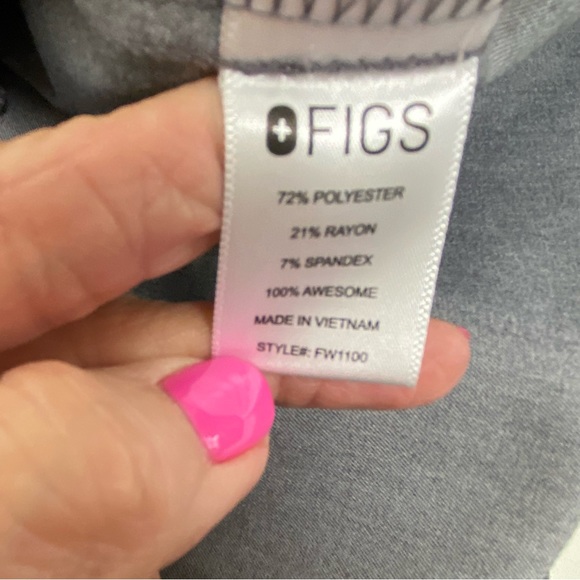 FIGS
72% POLYESTER
21% RAYON
7% SPANDEX
100% AWESOME
MADE IN VIETNAM
STYLE#: FW1100